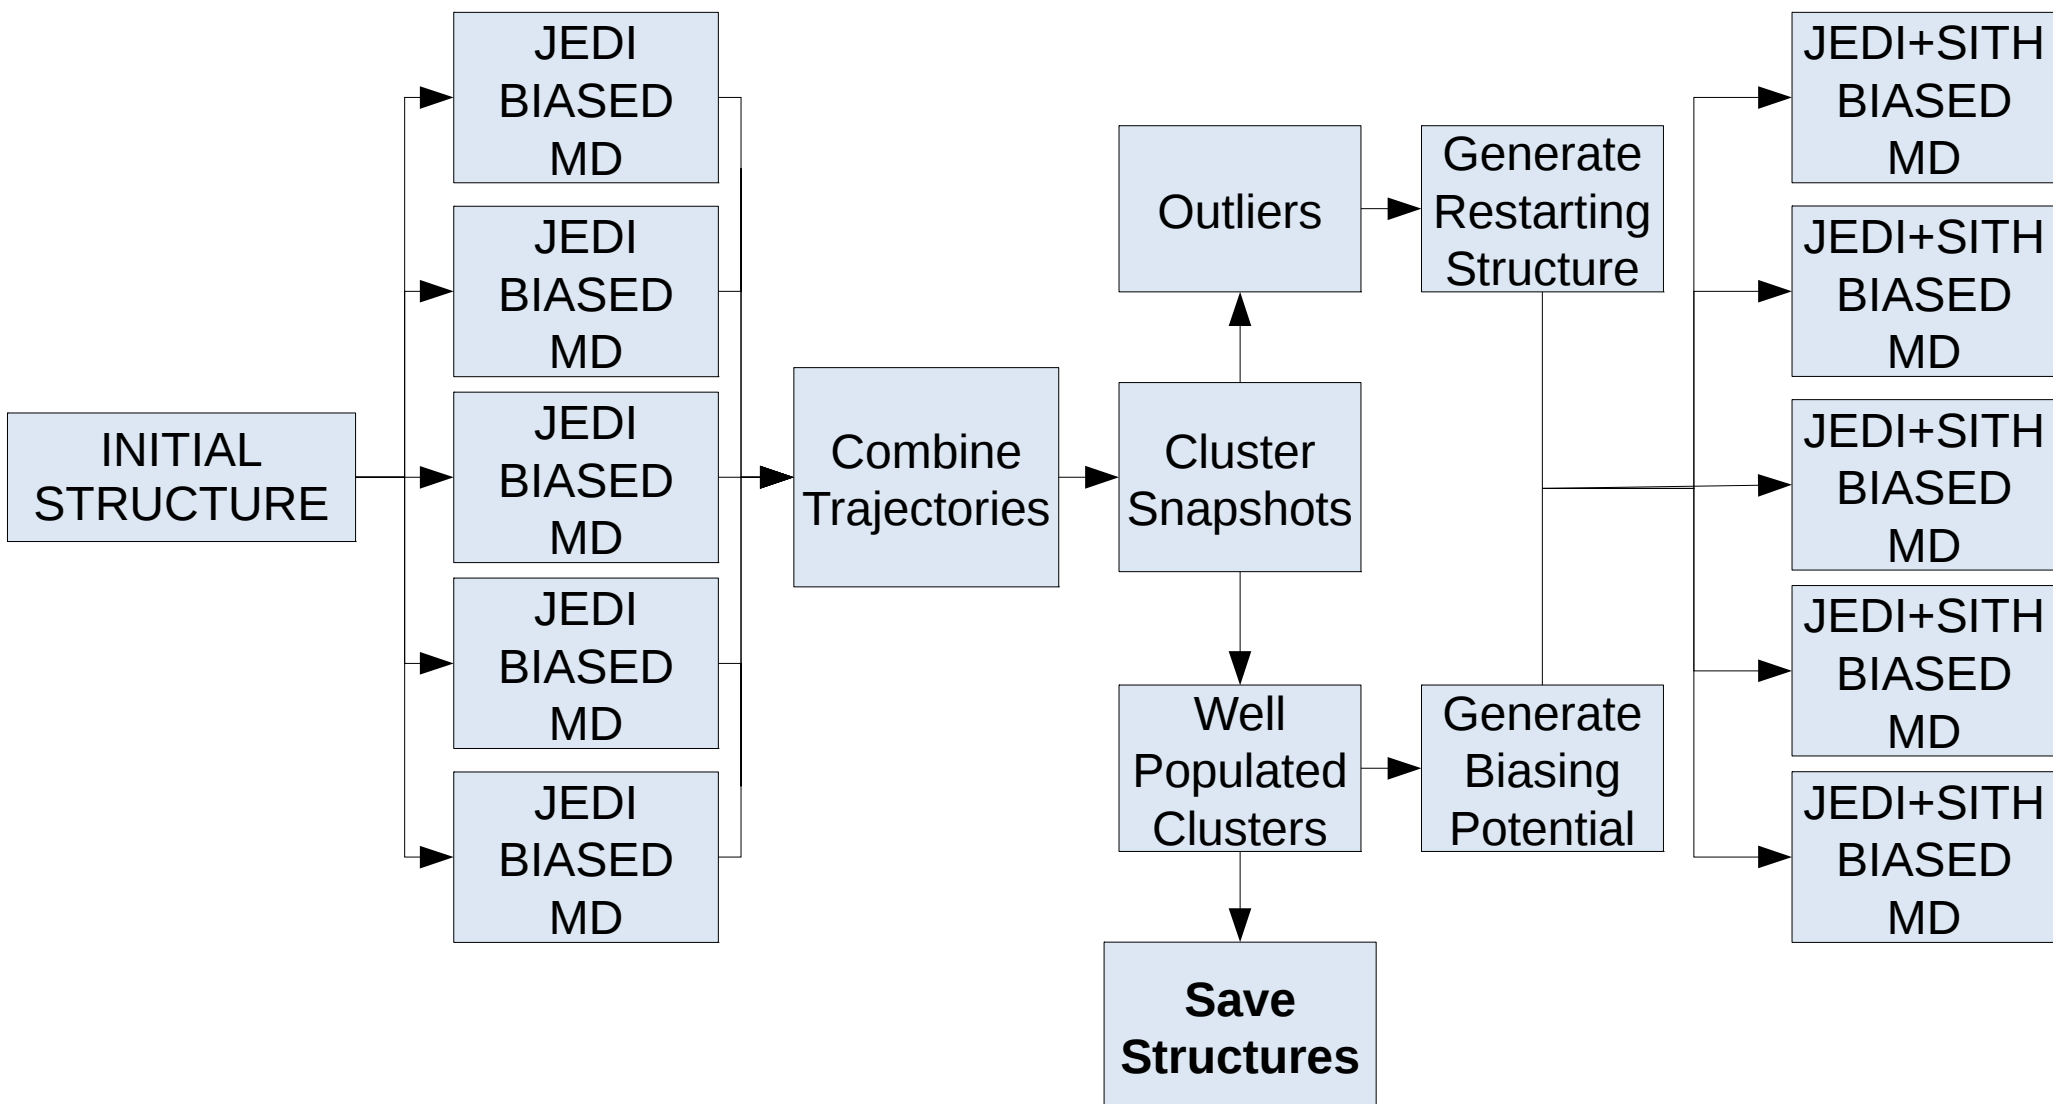 INITIAL
STRUCTURE
JEDI
BIASED
MD
JEDI
BIASED
MD
JEDI
BIASED
MD
JEDI
BIASED
MD
JEDI
BIASED
MD
Combine
Trajectories
Cluster
Snapshots
Outliers
Generate
Restarting
Structure
Well
Populated
Clusters
Generate
Biasing
Potential
Save
Structures
JEDI+SITH
BIASED
MD
JEDI+SITH
BIASED
MD
JEDI+SITH
BIASED
MD
JEDI+SITH
BIASED
MD
JEDI+SITH
BIASED
MD